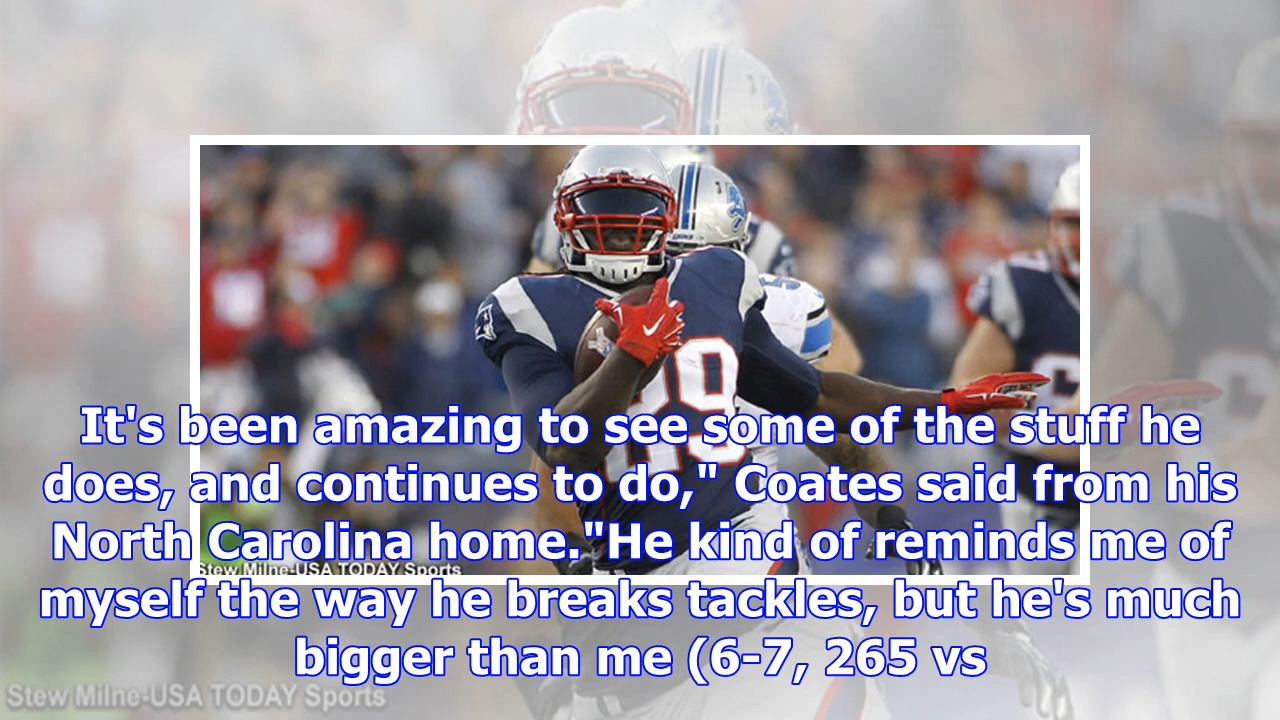 29
It's been amazing to see some of the stuff he
does, and continues to do," Coates said from his
North Carolina home."He kind of reminds me of
Stew Milne-USA TODAY Sports
myself the way he breaks tackles, but he's much
bigger than me (6-7, 265 vs
Stew Milne-USA TODAY Sports